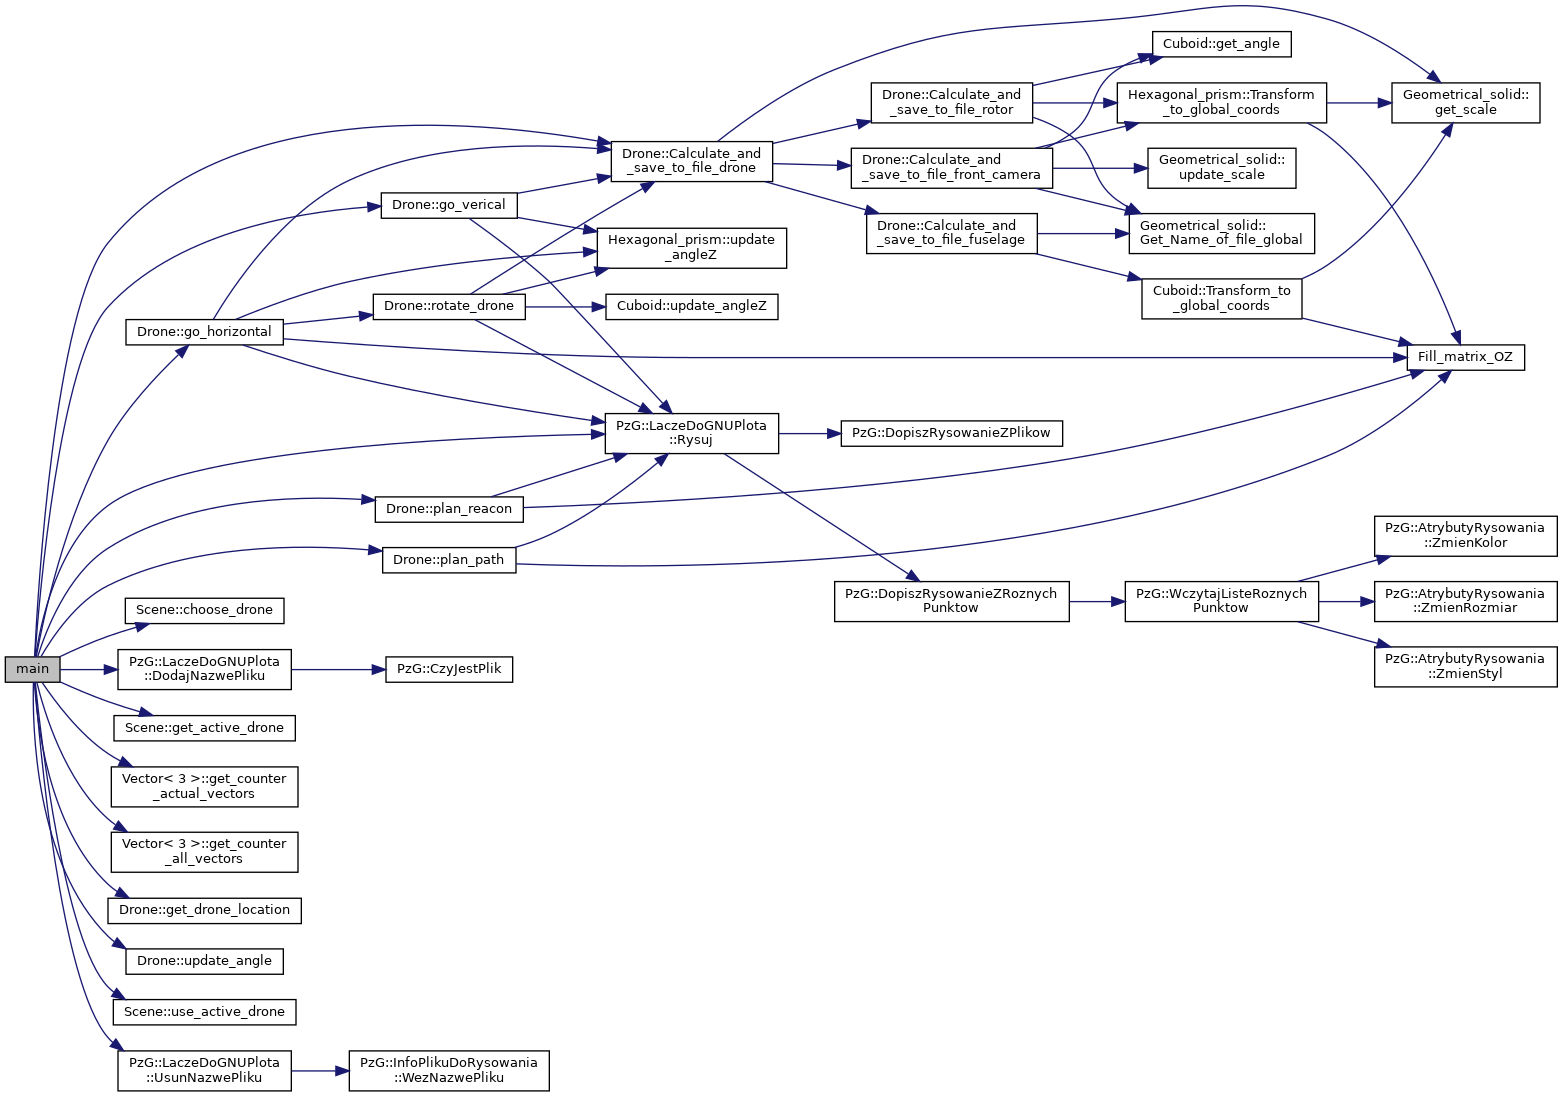 Cuboid::get_angle
Drone::Calculate_and
_save_to_file_rotor
Hexagonal_prism::Transform
_to_global_coords
Geometrical_solid::
get_scale
Drone::Calculate_and
_save_to_file_drone
Drone::Calculate_and
_save_to_file_front_camera
Geometrical_solid::
update_scale
Drone::go_verical
Drone::Calculate_and
_save_to_file_fuselage
Geometrical_solid::
Get_Name_of_file_global
Hexagonal_prism::update
_angleZ
Drone::rotate_drone
Cuboid::update_angleZ
Cuboid::Transform_to
_global_coords
Drone::go_horizontal
Fill_matrix_OZ
PzG::LaczeDoGNUPlota
::Rysuj
PzG::DopiszRysowanieZPlikow
Drone::plan_reacon
Drone::plan_path
PzG::AtrybutyRysowania
::ZmienKolor
PzG::DopiszRysowanieZRoznych
Punktow
PzG::WczytajListeRoznych
Punktow
PzG::AtrybutyRysowania
::ZmienRozmiar
PzG::AtrybutyRysowania
::ZmienStyl
Scene::choose_drone
main
PzG::LaczeDoGNUPlota
::DodajNazwePliku
PzG::CzyJestPlik
Scene::get_active_drone
Vector< 3 >::get_counter
_actual_vectors
Vector< 3 >::get_counter
_all_vectors
Drone::get_drone_location
Drone::update_angle
Scene::use_active_drone
PzG::LaczeDoGNUPlota
::UsunNazwePliku
PzG::InfoPlikuDoRysowania
::WezNazwePliku